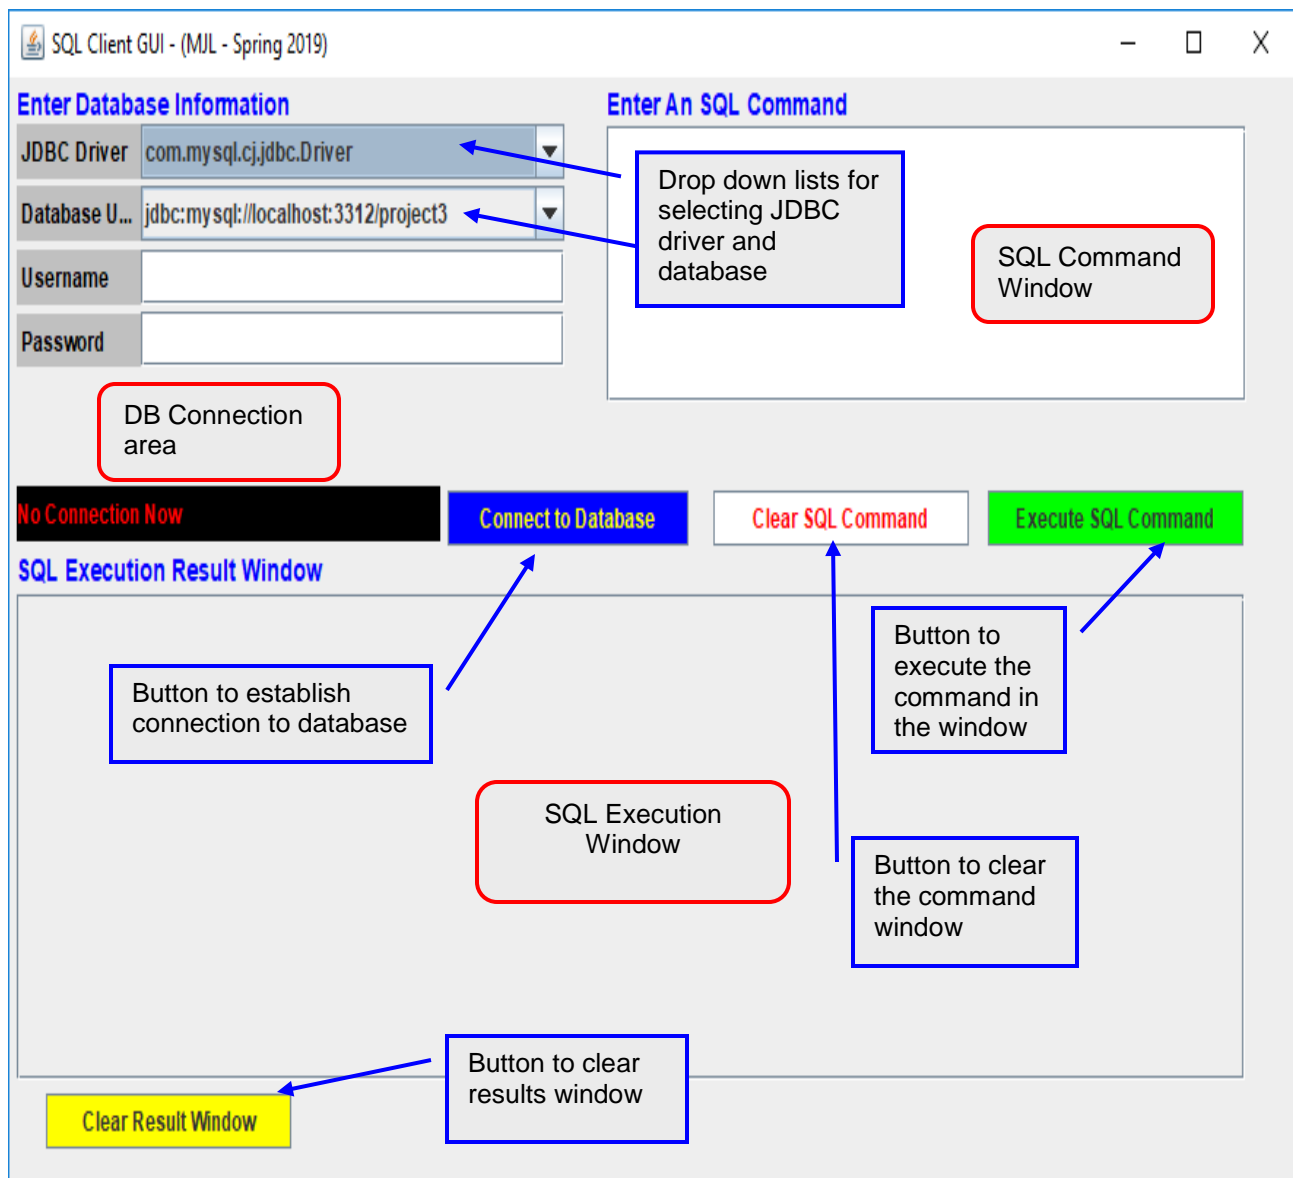 SQL Client GUI - (MJL - Spring 2019)
Enter Database Information
JDBC Driver
com.mysql.cj.jdbc.Driver
Database U...
jdbc:mysql://localhost:3312/project3
Username
Password
Enter An SQL Command
Drop down lists for
selecting JDBC
driver and
database
SQL Command
Window
DB Connection
area
No Connection Now
Connect to Database
Clear SQL Command
Execute SQL Command
SQL Execution Result Window
Button to establish
connection to database
Button to
execute the
command in
the window
SQL Execution
Window
Button to clear
the command
window
Button to clear
results window
Clear Result Window